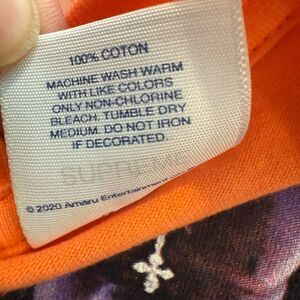 100% COTON
MACHINE WASH WARM
WITH LIKE COLORS
ONLY NON-CHLORINE
BLEACH. TUMBLE DRY
MEDIUM. DO NOT IRON
IF DECORATED.
SUPREME
© 2020 Amaru Entertainment